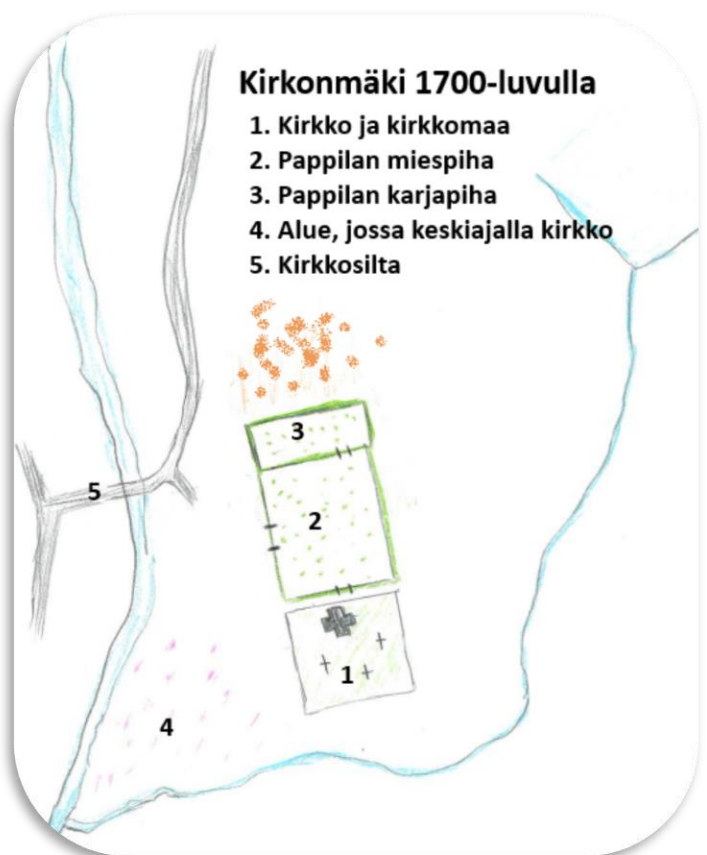 Kirkonmäki 1700-luvulla
1. Kirkko ja kirkkomaa
2. Pappilan miespiha
3. Pappilan karjapiha
4. Alue, jossa keskiajalla kirkko
5. Kirkkosilta
3
5
2
1
4